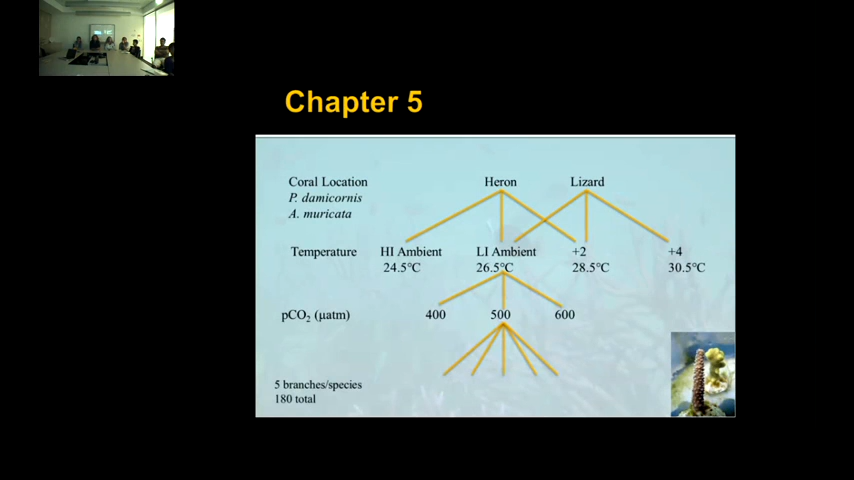 Chapter 5
Coral Location
P. damicornis
A. muricata
Heron
Lizard
Temperature
HI Ambient
24.5°C
LI Ambient
26.5°C
+2
28.5°C
+4
30.5°C
pCO₂ (µatm)
400
500
600
5 branches/species
180 total